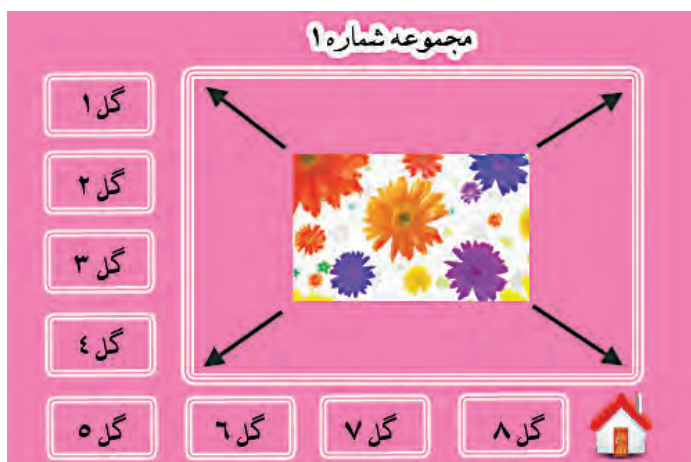 مجموعه شماره ۱
گل ۱
گل ۲
گل ۳
گل ٤
گل ۵
گل ٦
گل ۷
گل ۸